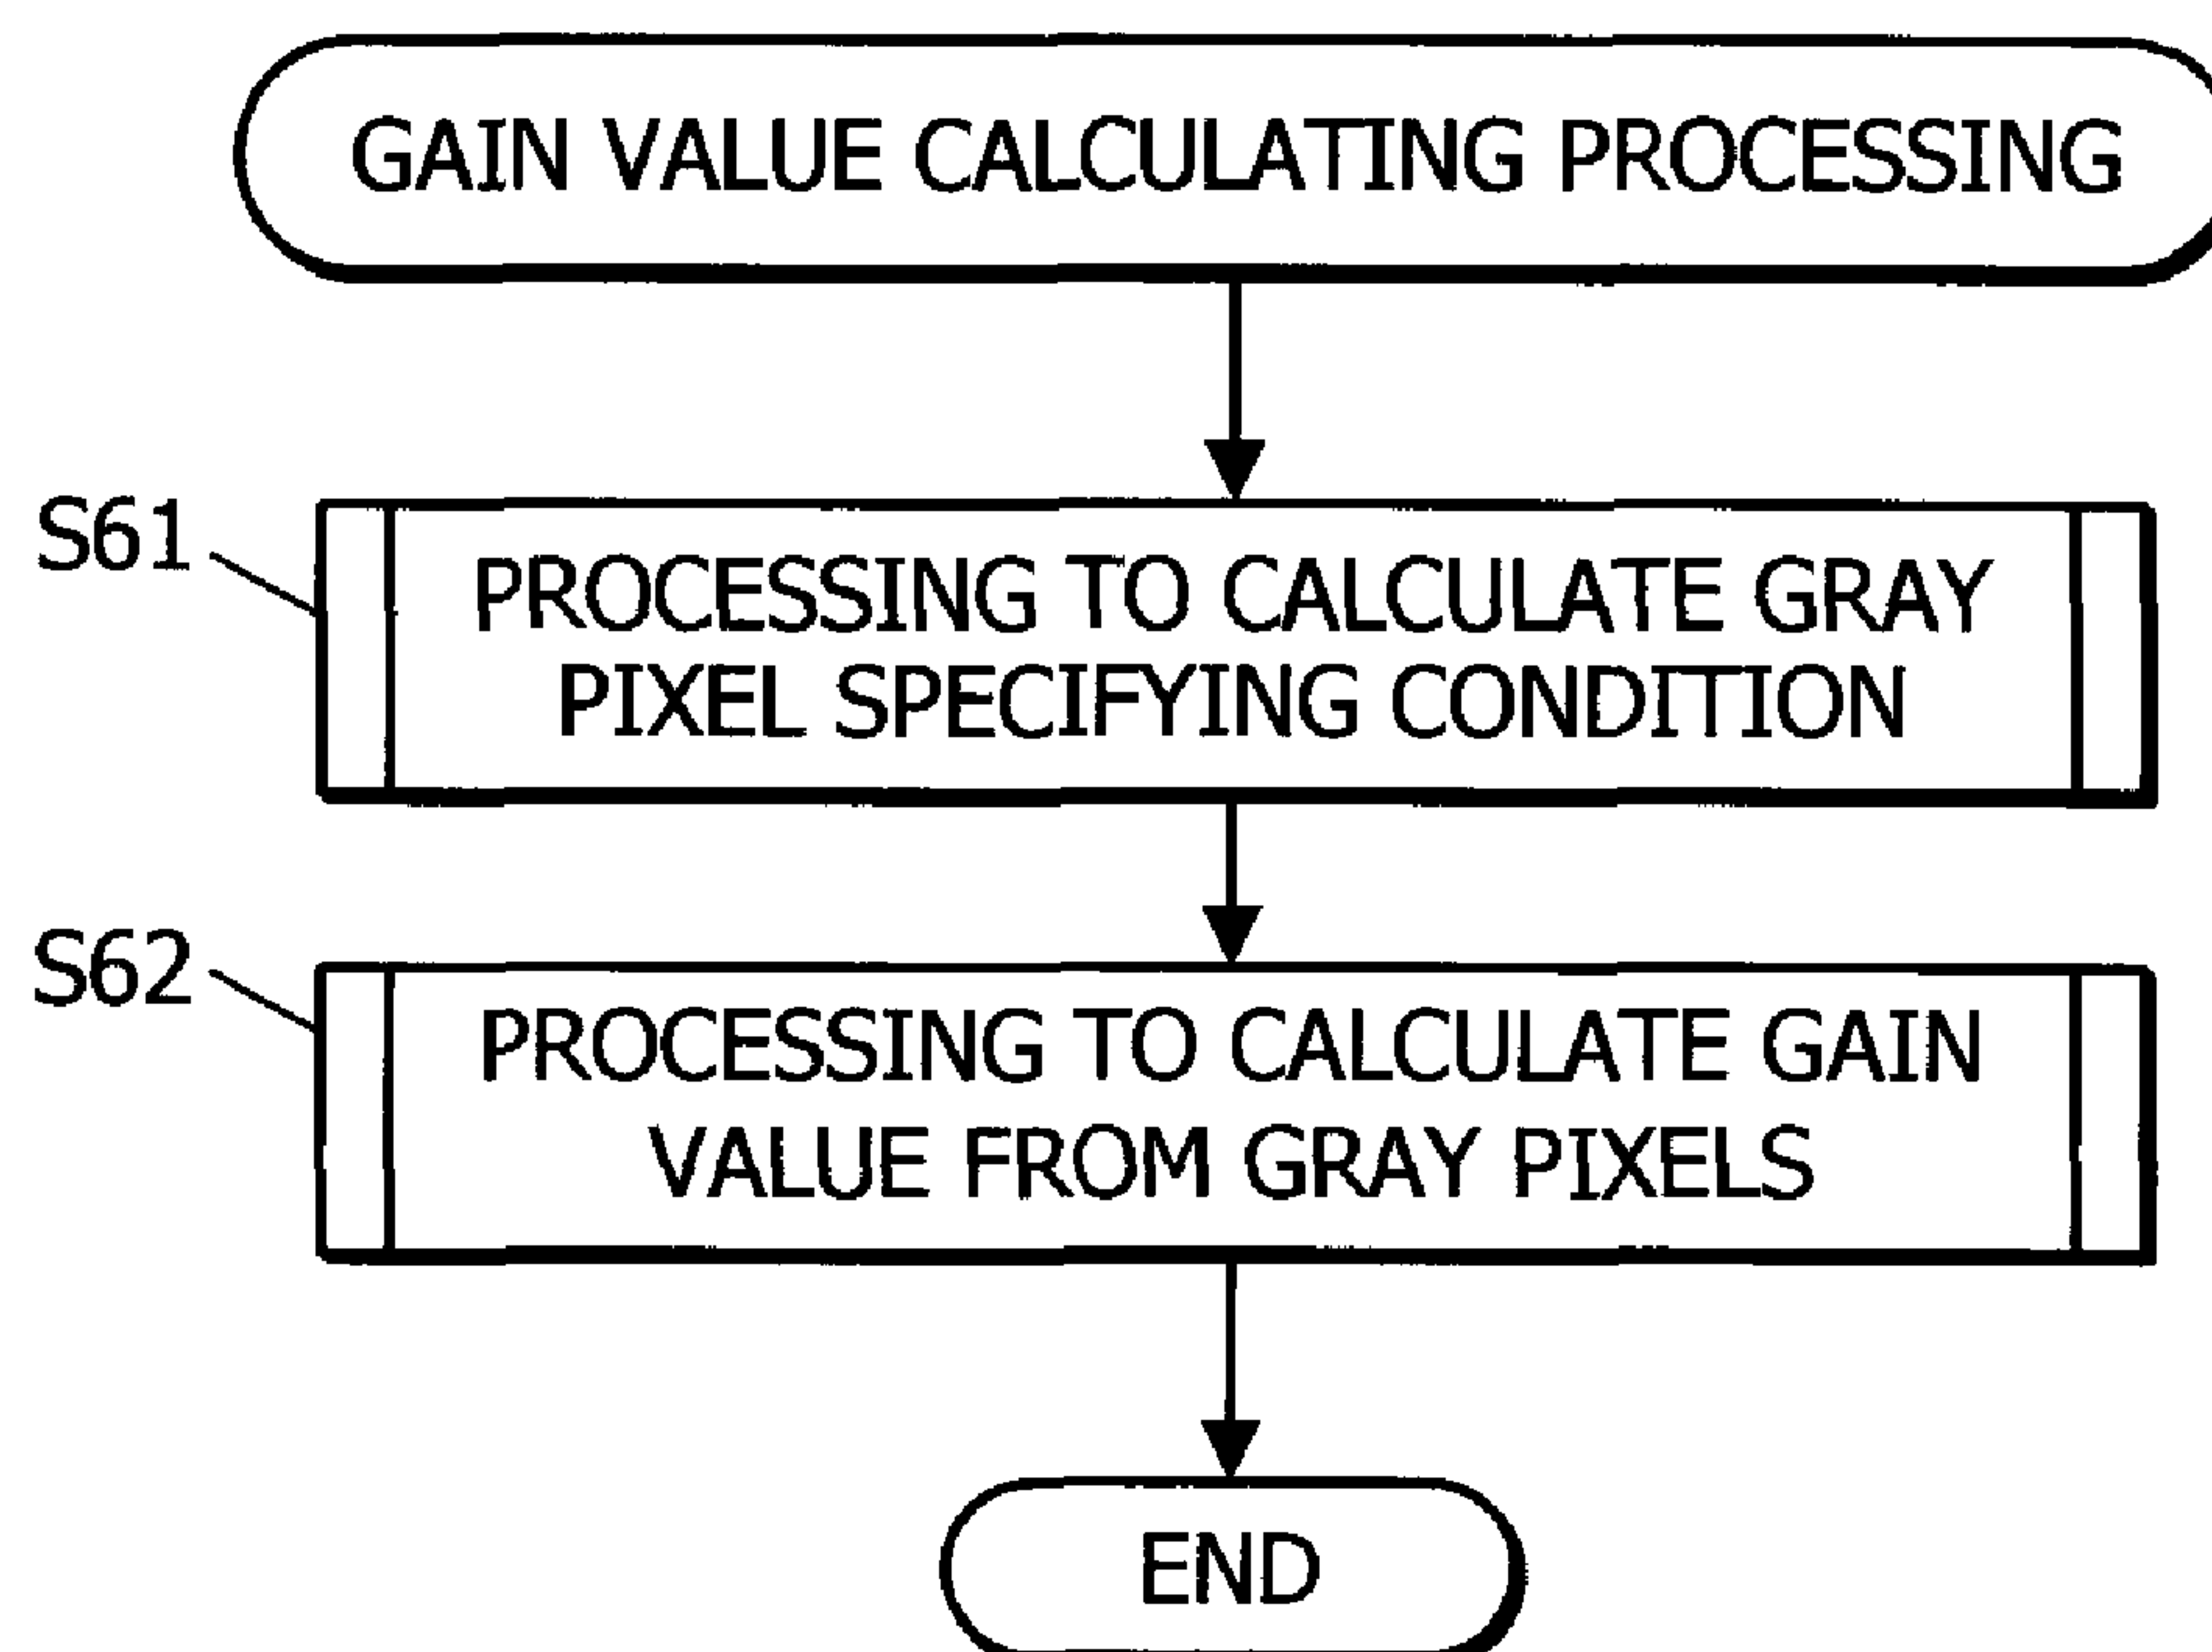 GAIN VALUE CALCULATING PROCESSING
S61
PROCESSING TO CALCULATE GRAY
PIXEL SPECIFYING CONDITION
S62
PROCESSING TO CALCULATE GAIN
VALUE FROM GRAY PIXELS
END